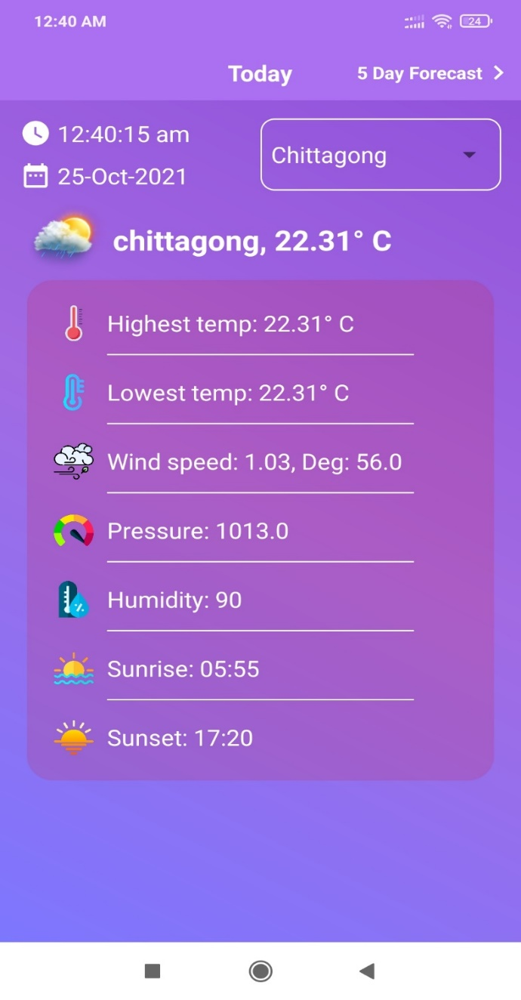 12:40 AM
24
Today
5 Day Forecast
12:40:15 am
Chittagong
25-Oct-2021
chittagong, 22.31° C
Highest temp: 22.31° C
Lowest temp: 22.31° C
Wind speed: 1.03, Deg: 56.0
Pressure: 1013.0
Humidity: 90
Sunrise: 05:55
Sunset: 17:20